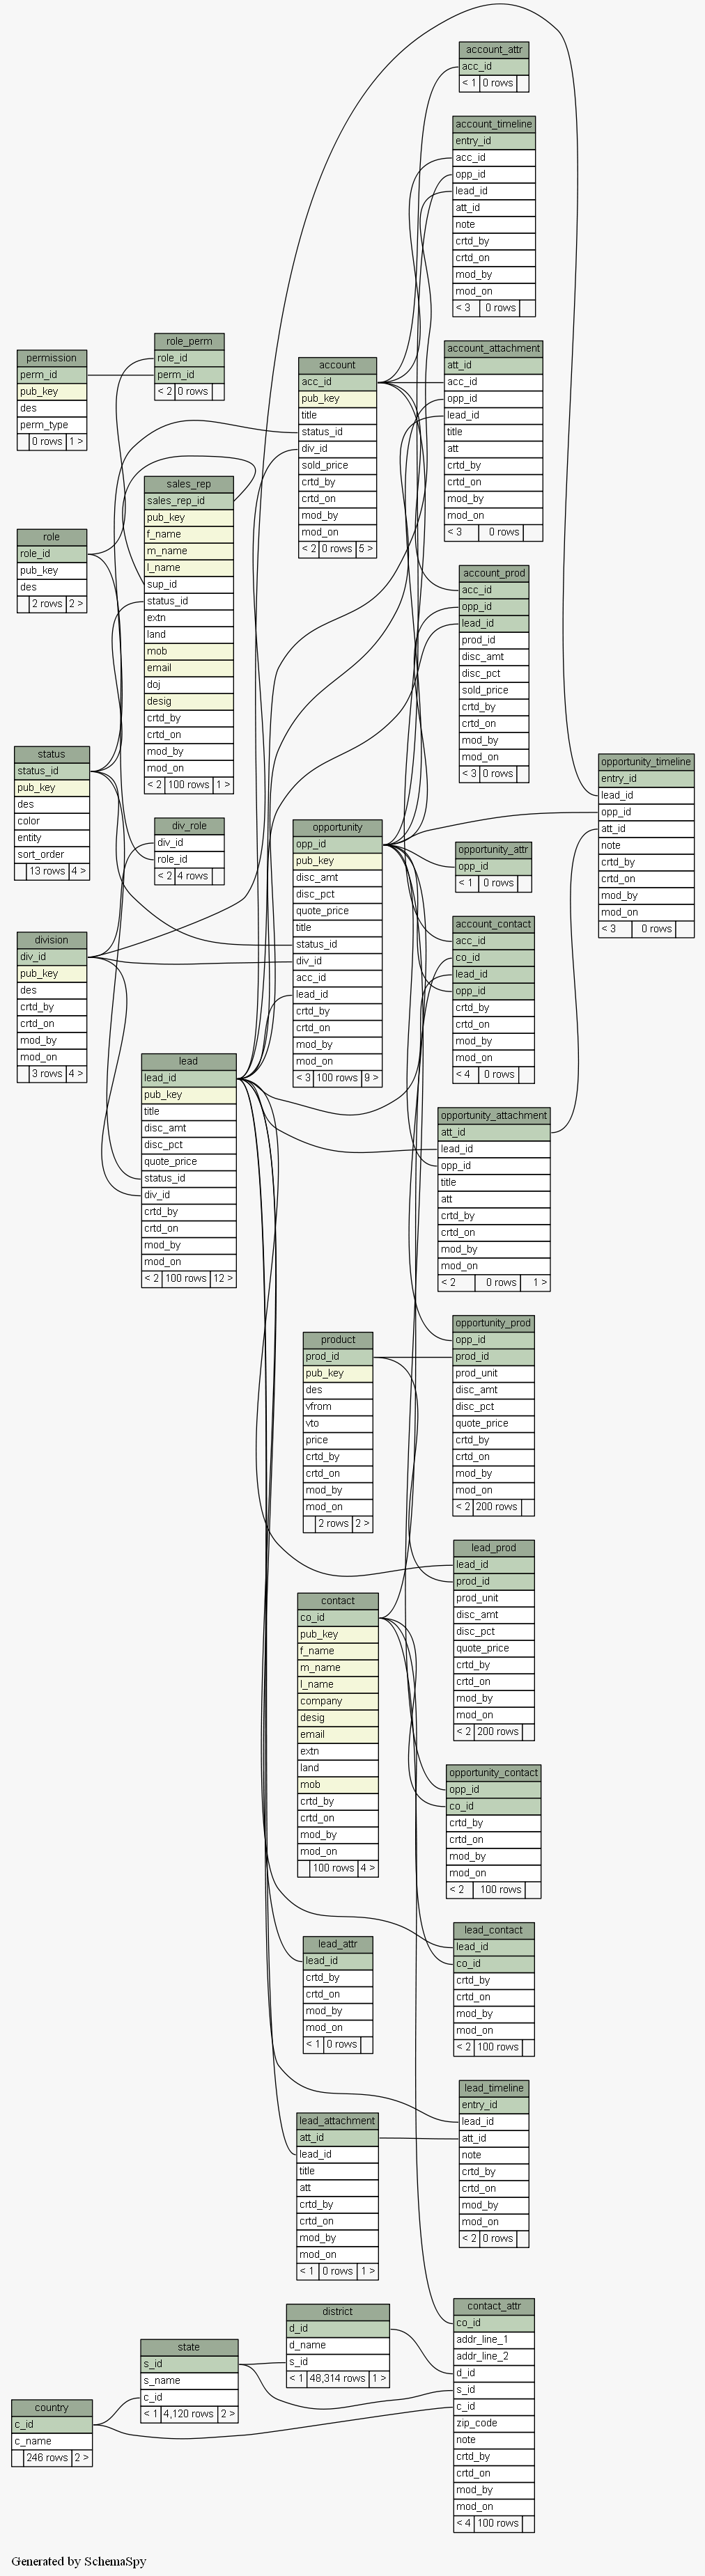 account_attr
acc_id
< 1 0 rows
account_timeline
entry_id
acc_id
opp_id
lead_id
att_id
note
crtd_by
crtd_on
mod_by
mod_on
< 3 0 rows
permission
perm_id
pub_key
des
perm_type
0 rows 1 >
role_perm
role_id
perm_id
< 2 0 rows
account
acc_id
pub_key
title
status_id
div_id
sold_price
crtd_by
crtd_on
mod_by
mod_on
< 2 0 rows 5 >
account_attachment
att_id
acc_id
opp_id
lead_id
title
att
crtd_by
crtd_on
mod_by
mod_on
< 3 0 rows
role
role_id
pub_key
des
2 rows 2 >
sales_rep
sales_rep_id
pub_key
f_name
m_name
l_name
sup_id
status_id
extn
land
mob
email
doj
desig
crtd_by
crtd_on
mod_by
mod_on
< 2 100 rows 1 >
account_prod
acc_id
opp_id
lead_id
prod_id
disc_amt
disc_pct
sold_price
crtd_by
crtd_on
mod_by
mod_on
< 3 0 rows
status
status_id
pub_key
des
color
entity
sort_order
13 rows 4 >
div_role
div_id
role_id
< 2 4 rows
opportunity
opp_id
pub_key
disc_amt
disc_pct
quote_price
title
status_id
div_id
acc_id
lead_id
crtd_by
crtd_on
mod_by
mod_on
< 3 100 rows 9 >
opportunity_attr
opp_id
< 1 0 rows
opportunity_timeline
entry_id
lead_id
opp_id
att_id
note
crtd_by
crtd_on
mod_by
mod_on
< 3 0 rows
division
div_id
pub_key
des
crtd_by
crtd_on
mod_by
mod_on
3 rows 4 >
account_contact
acc_id
co_id
lead_id
opp_id
crtd_by
crtd_on
mod_by
mod_on
< 4 0 rows
lead
lead_id
pub_key
title
disc_amt
disc_pct
quote_price
status_id
div_id
crtd_by
crtd_on
mod_by
mod_on
< 2 100 rows 12 >
opportunity_attachment
att_id
lead_id
opp_id
title
att
crtd_by
crtd_on
mod_by
mod_on
< 2 0 rows 1 >
product
prod_id
pub_key
des
vfrom
vto
price
crtd_by
crtd_on
mod_by
mod_on
2 rows 2 >
opportunity_prod
opp_id
prod_id
prod_unit
disc_amt
disc_pct
quote_price
crtd_by
crtd_on
mod_by
mod_on
< 2 200 rows
lead_prod
lead_id
prod_id
prod_unit
disc_amt
disc_pct
quote_price
crtd_by
crtd_on
mod_by
mod_on
< 2 200 rows
contact
co_id
pub_key
f_name
m_name
l_name
company
desig
email
extn
land
mob
crtd_by
crtd_on
mod_by
mod_on
100 rows 4 >
opportunity_contact
opp_id
co_id
crtd_by
crtd_on
mod_by
mod_on
< 2 100 rows
lead_attr
lead_id
crtd_by
crtd_on
mod_by
mod_on
< 1 0 rows
lead_contact
lead_id
co_id
crtd_by
crtd_on
mod_by
mod_on
< 2 100 rows
lead_timeline
entry_id
lead_id
att_id
note
crtd_by
crtd_on
mod_by
mod_on
< 2 0 rows
lead_attachment
att_id
lead_id
title
att
crtd_by
crtd_on
mod_by
mod_on
< 1 0 rows 1 >
contact_attr
co_id
addr_line_1
addr_line_2
d_id
s_id
c_id
zip_code
note
crtd_by
crtd_on
mod_by
mod_on
< 4 100 rows
district
d_id
d_name
s_id
< 1 48,314 rows 1 >
state
s_id
s_name
c_id
< 1 4,120 rows 2 >
country
c_id
c_name
246 rows 2 >
Generated by SchemaSpy